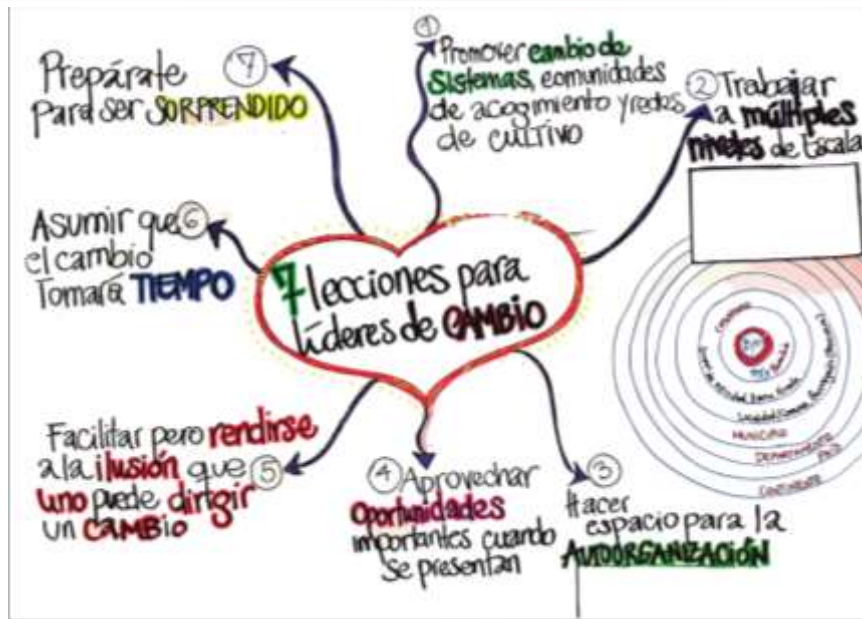 7 lecciones para
líderes de CAMBIO
1
Promover cambio de
Sistemas, comunidades
de acogimiento y redes
de CULTIVO
2 Trabajar
a múltiples
niveles de Escala
3
Hacer
espacio para la
AUTOORGANIZACIÓN
4 Aprovechar
Oportunidades
importantes cuando
se presentan
Facilitar pero rendirse
a la ilusión que 5
uno puede dirigir
un CAMBIO
Asumir que 6
el cambio
Tomará TIEMPO
Prepárate 7
para ser SORPRENDIDO
MUNICIPIO
DEPARTAMENTO
PAÍS
CONTINENTE